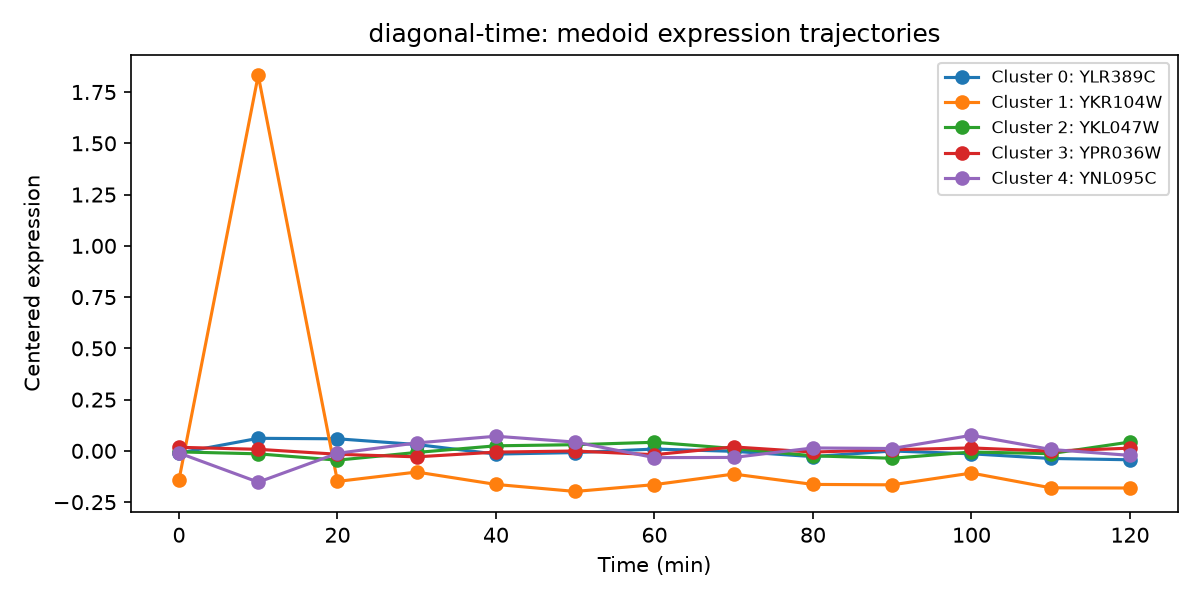 diagonal-time: medoid expression trajectories
Centered expression
1.75
1.50
1.25
1.00
0.75
0.50
0.25
0.00
−0.25
Cluster 0: YLR389C
Cluster 1: YKR104W
Cluster 2: YKL047W
Cluster 3: YPR036W
Cluster 4: YNL095C
0 20 40 60 80 100 120
Time (min)